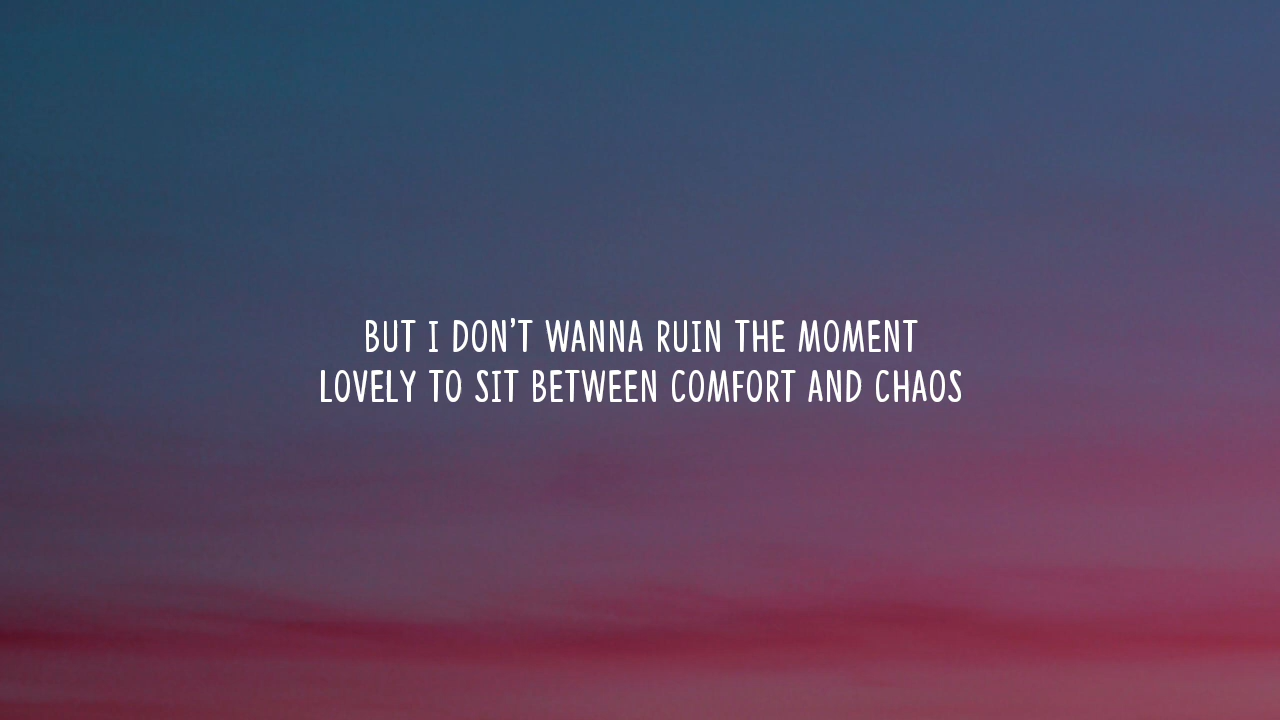 BUT I DON'T WANNA RUIN THE MOMENT
LOVELY TO SIT BETWEEN COMFORT AND CHAOS